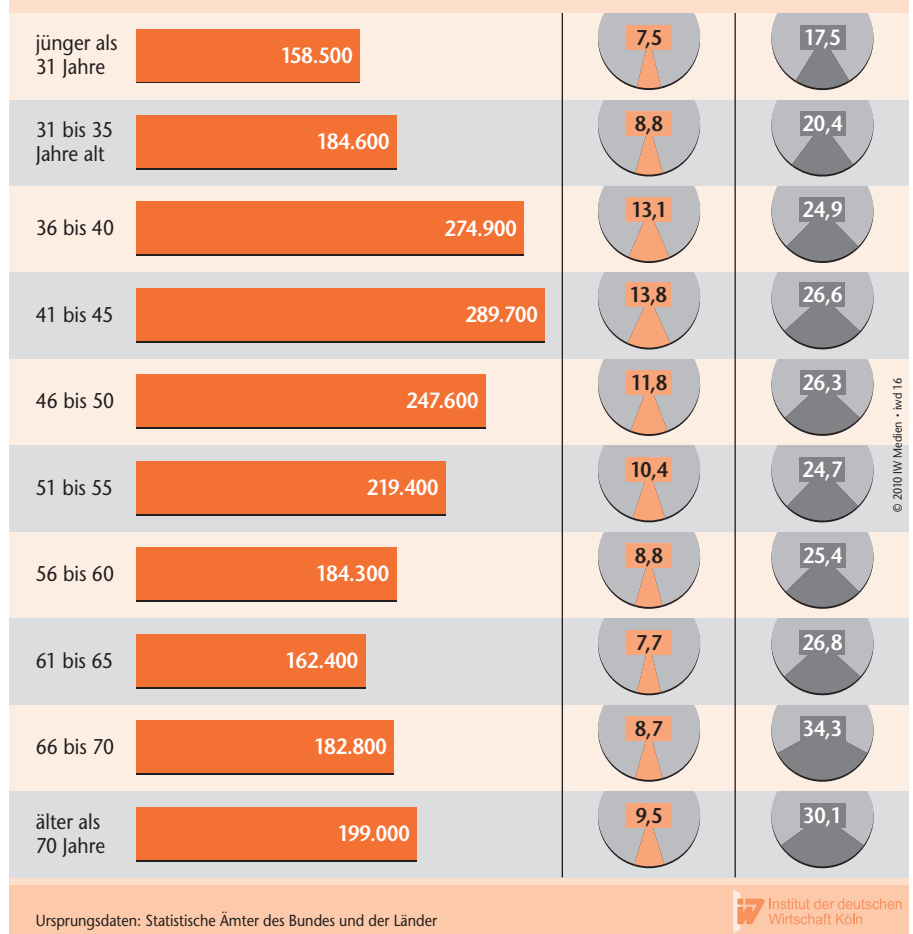 jünger als
31 Jahre
158.500
7,5
17,5
31 bis 35
Jahre alt
184.600
8,8
20,4
36 bis 40
274.900
13,1
24,9
41 bis 45
289.700
13,8
26,6
46 bis 50
247.600
11,8
26,3
51 bis 55
219.400
10,4
24,7
56 bis 60
184.300
8,8
25,4
61 bis 65
162.400
7,7
26,8
66 bis 70
182.800
8,7
34,3
älter als
70 Jahre
199.000
9,5
30,1
© 2010 IW Medien · iwd 16
Ursprungsdaten: Statistische Ämter des Bundes und der Länder
iw
Institut der deutschen
Wirtschaft Köln